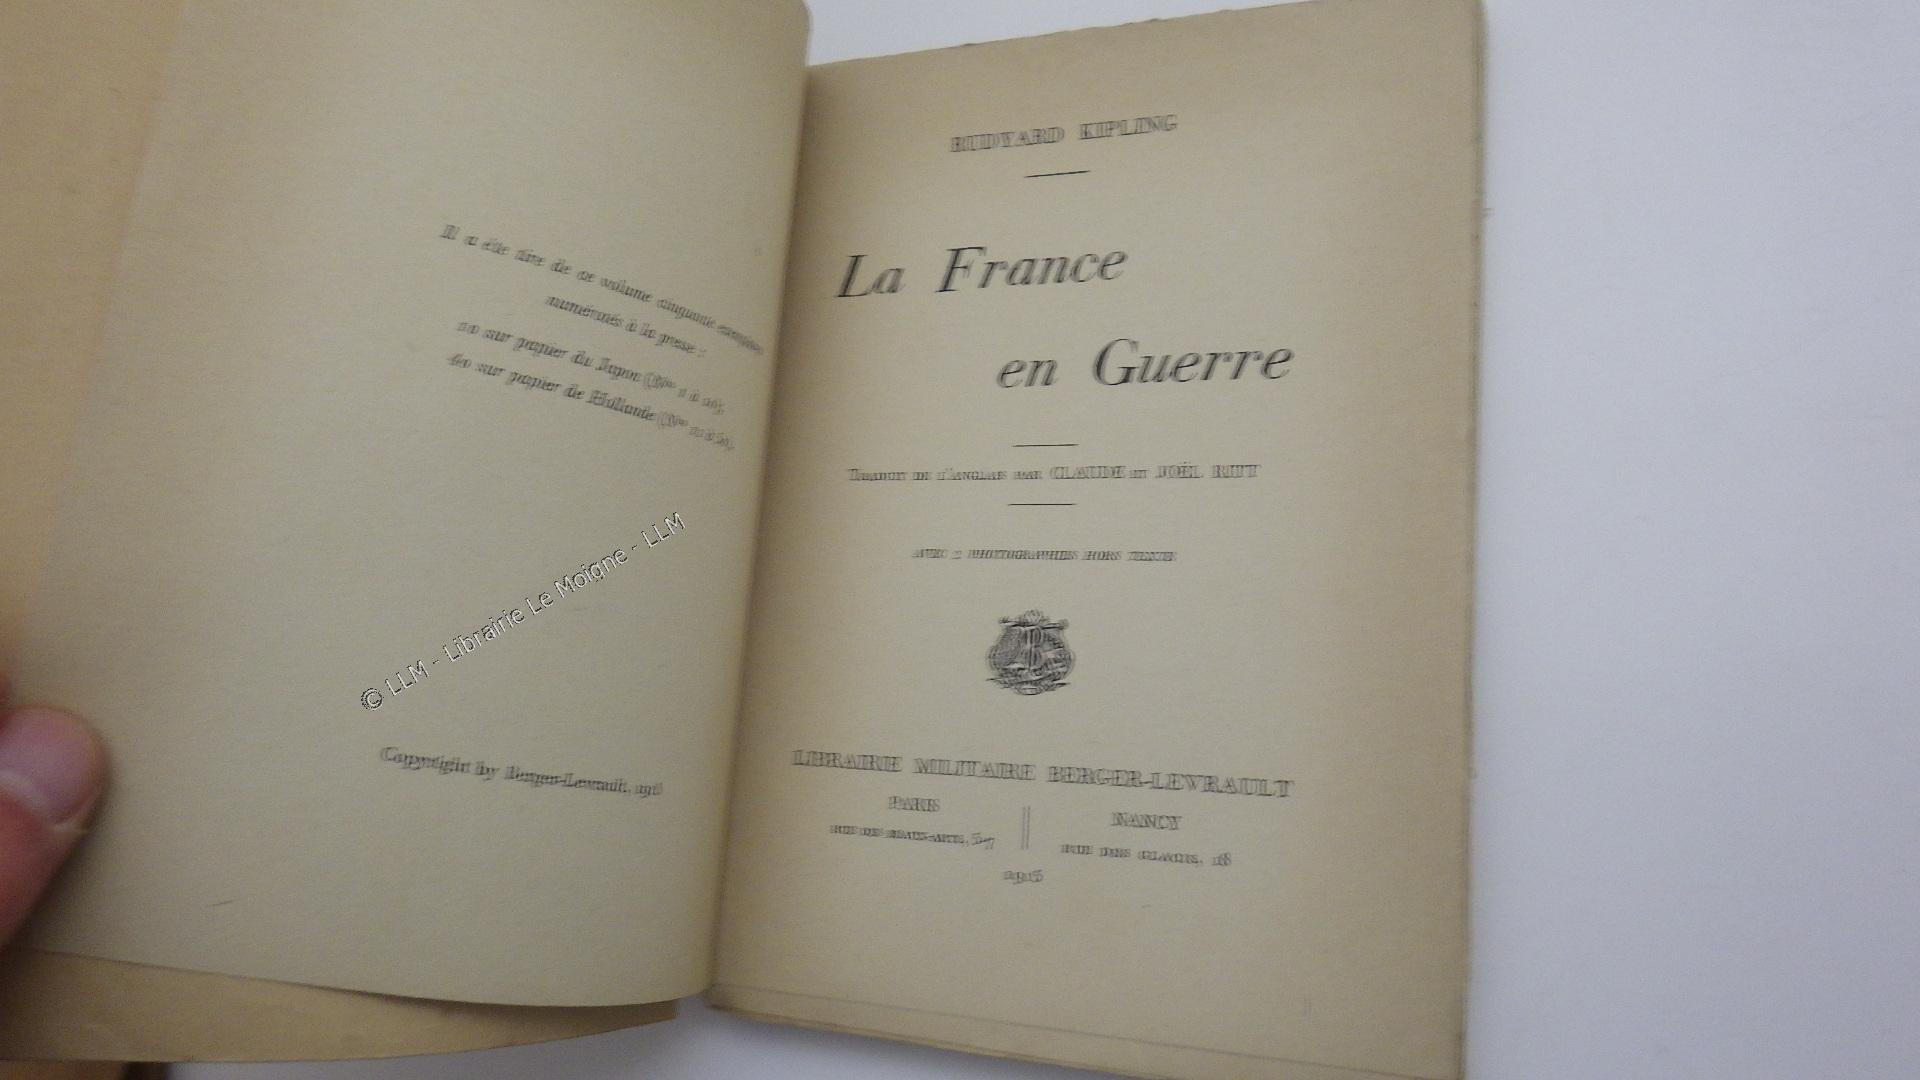 Il a été tiré de ce volume cinquante exemplaires
numérotés à la presse :
10 sur papier du Japon (Nos 1 à 10);
40 sur papier de Hollande (Nos 11 à 50).
© LLM - Librairie Le Moigne - LLM
Copyright by Berger-Levrault, 1915
RUDYARD KIPLING
La France
en Guerre
TRADUIT DE L'ANGLAIS PAR CLAUDE ET JOËL RITT
AVEC 2 PHOTOGRAPHIES HORS TEXTE
LIBRAIRIE MILITAIRE BERGER-LEVRAULT
PARIS
RUE DES BEAUX-ARTS, 5-7
NANCY
RUE DES GLACIS, 18
1915